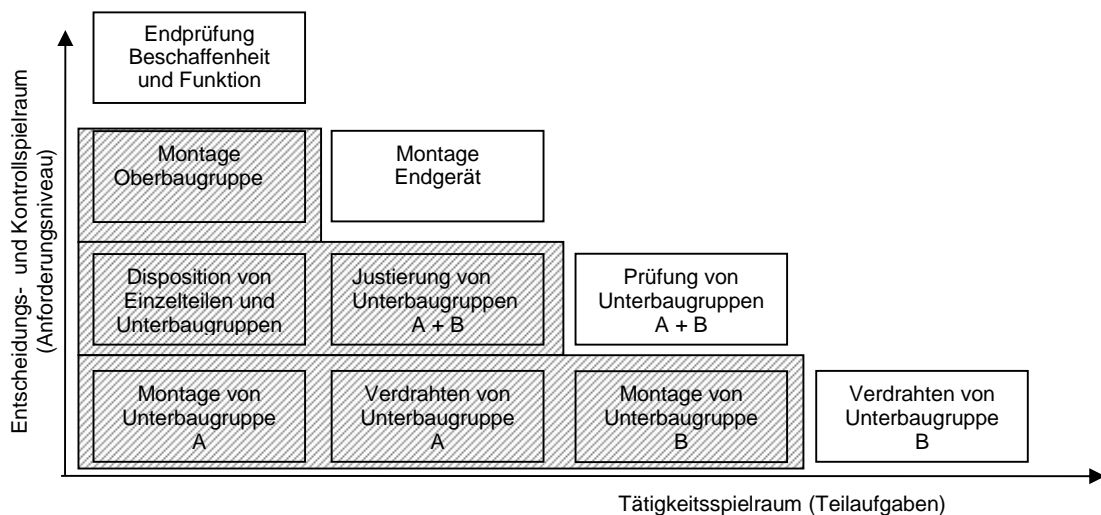 Endprüfung
Beschaffenheit
und Funktion
Entscheidungs- und Kontrollspielraum
(Anforderungsniveau)
Montage
Oberbaugruppe
Montage
Endgerät
Disposition von
Einzelteilen und
Unterbaugruppen
Justierung von
Unterbaugruppen
A + B
Prüfung von
Unterbaugruppen
A + B
Montage von
Unterbaugruppe
A
Verdrahten von
Unterbaugruppe
A
Montage von
Unterbaugruppe
B
Verdrahten von
Unterbaugruppe
B
Tätigkeitsspielraum (Teilaufgaben)